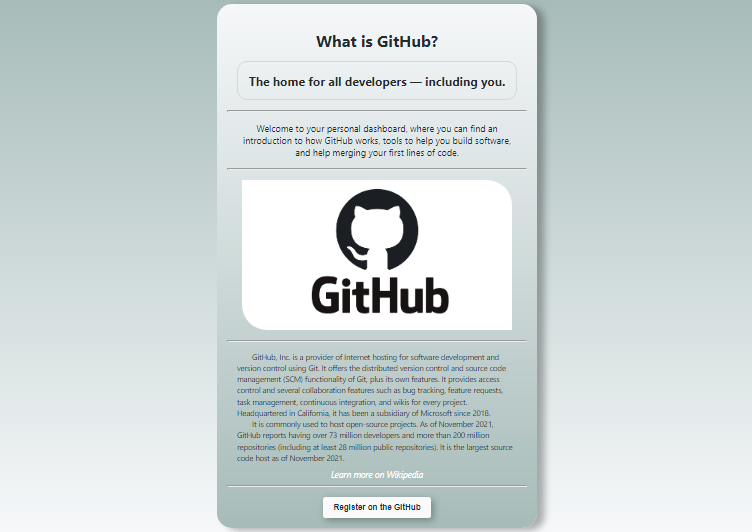 What is GitHub?
The home for all developers — including you.
Welcome to your personal dashboard, where you can find an
introduction to how GitHub works, tools to help you build software,
and help merging your first lines of code.
GitHub
GitHub, Inc. is a provider of Internet hosting for software development and
version control using Git. It offers the distributed version control and source code
management (SCM) functionality of Git, plus its own features. It provides access
control and several collaboration features such as bug tracking, feature requests,
task management, continuous integration, and wikis for every project.
Headquartered in California, it has been a subsidiary of Microsoft since 2018.
It is commonly used to host open-source projects. As of November 2021,
GitHub reports having over 73 million developers and more than 200 million
repositories (including at least 28 million public repositories). It is the largest source
code host as of November 2021.
Learn more on Wikipedia
Register on the GitHub